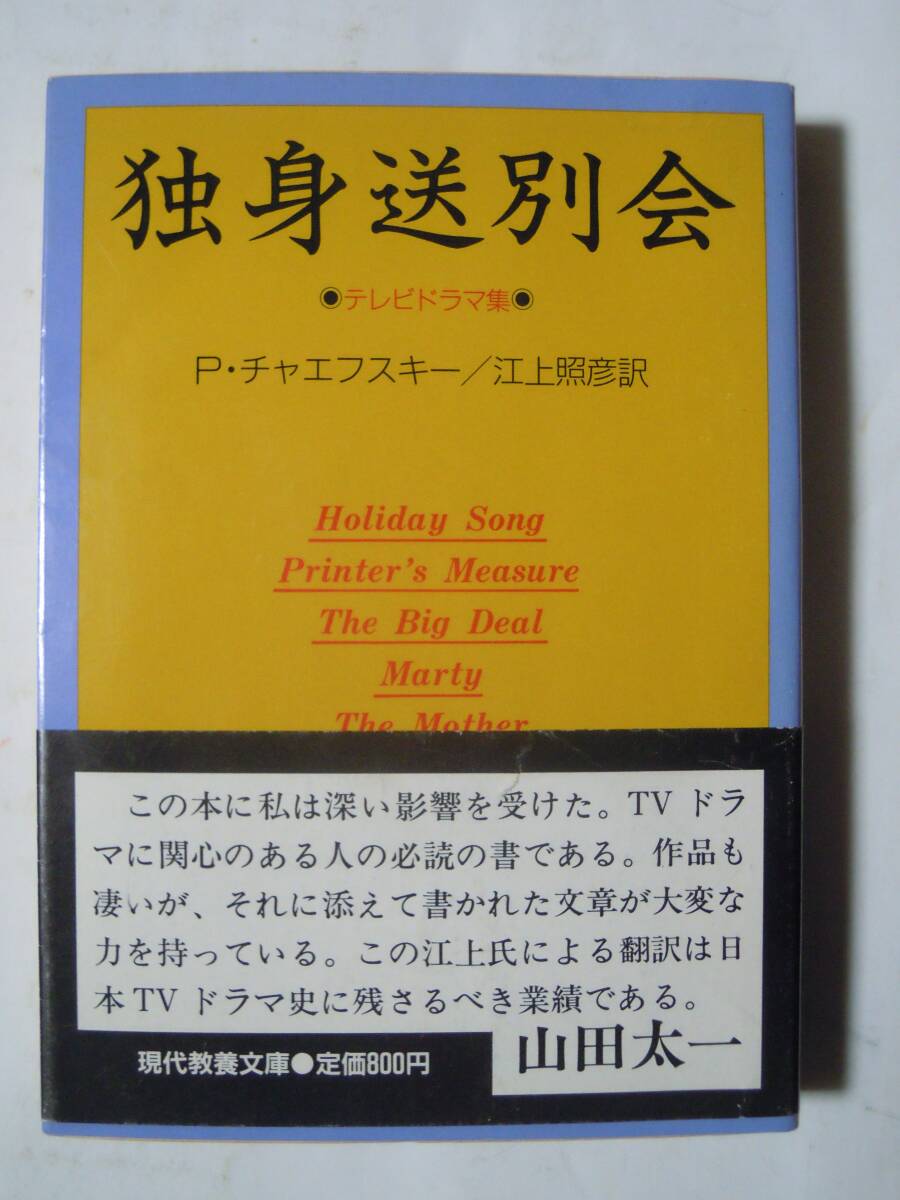 独身送別会
◉テレビドラマ集◉
P・チャエフスキー／江上照彦訳
Holiday Song
Printer's Measure
The Big Deal
Marty
The Mother
この本に私は深い影響を受けた。TVドラ
マに関心のある人の必読の書である。作品も
凄いが、それに添えて書かれた文章が大変な
力を持っている。この江上氏による翻訳は日
本TVドラマ史に残さるべき業績である。
山田太一
現代教養文庫●定価800円